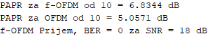 PAPR za f-OFDM od 10 = 6.8344 dB
PAPR za OFDM od 10 = 5.0571 dB
f-OFDM Prijem, BER = 0 za SNR = 18 dB